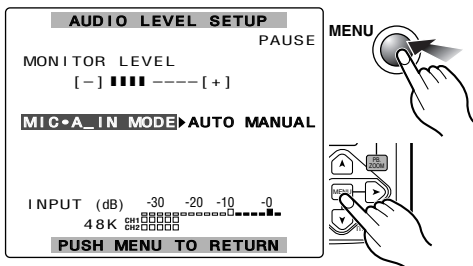 AUDIO LEVEL SETUP
PAUSE
MONITOR LEVEL
[–] ▮▮▮▮ ––––[+]
MIC•A_IN MODE▶AUTO MANUAL
INPUT (dB) -30 -20 -10 -0
48K CH1
CH2
PUSH MENU TO RETURN
MENU
PB.
ZOOM
MENU